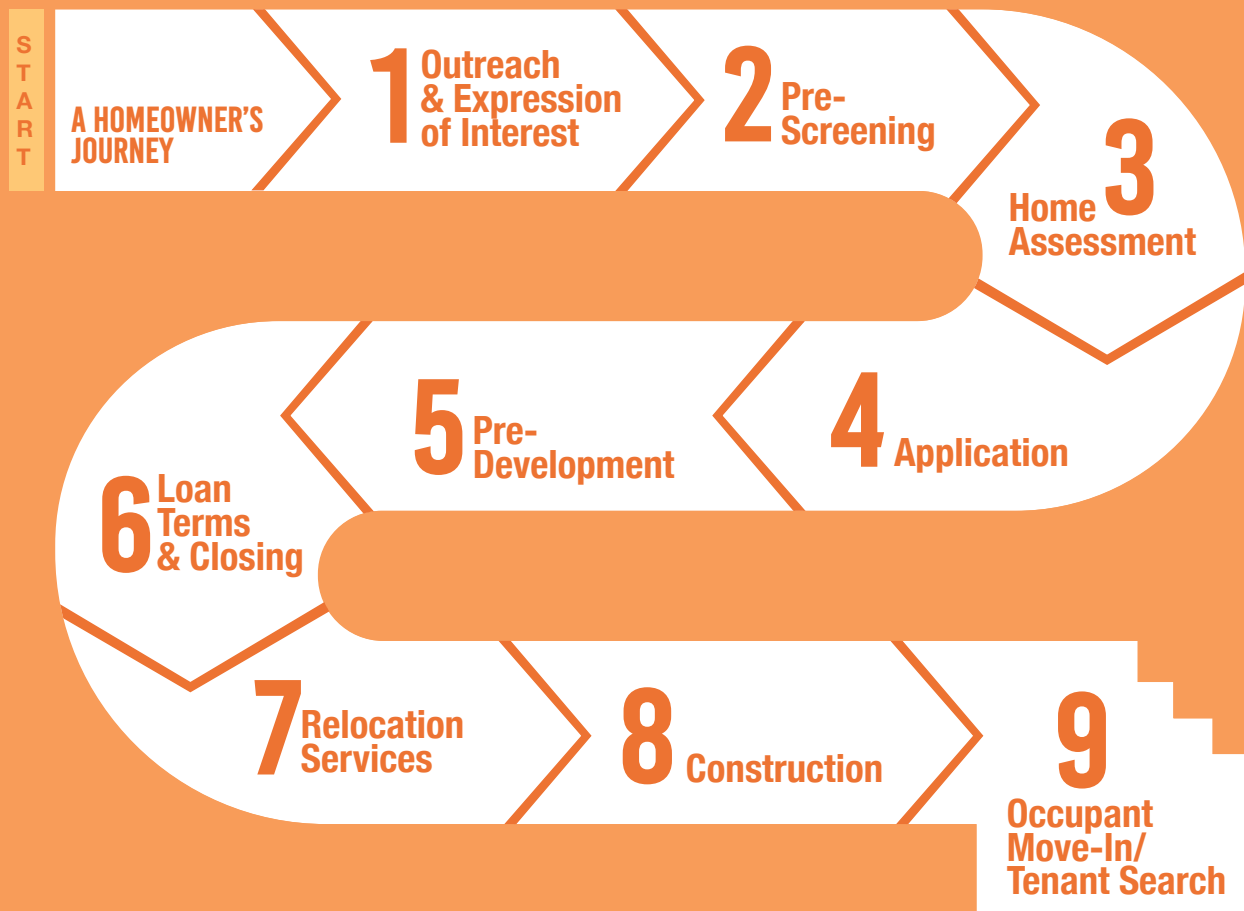 START
A HOMEOWNER'S
JOURNEY
1 Outreach
& Expression
of Interest
2 Pre-
Screening
3
Home
Assessment
4 Application
5 Pre-
Development
6 Loan
Terms
& Closing
7 Relocation
Services
8 Construction
9
Occupant
Move-In/
Tenant Search